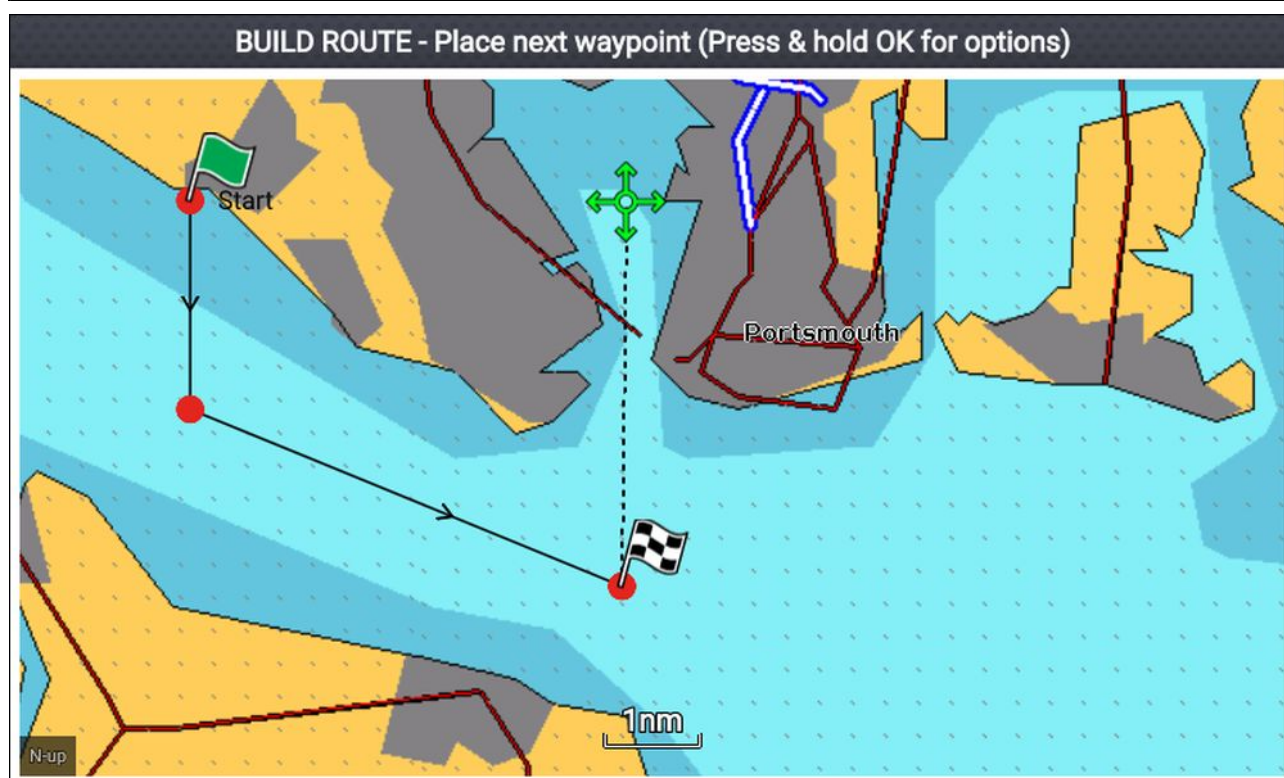 BUILD ROUTE - Place next waypoint (Press & hold OK for options)
Start
Portsmouth
1nm
N-up